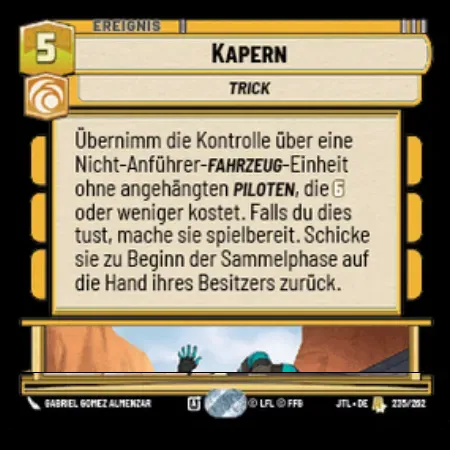 EREIGNIS
5
KAPERN
TRICK
Übernimm die Kontrolle über eine
Nicht-Anführer-FAHRZEUG-Einheit
ohne angehängten PILOTEN, die 6
oder weniger kostet. Falls du dies
tust, mache sie spielbereit. Schicke
sie zu Beginn der Sammelphase auf
die Hand ihres Besitzers zurück.
GABRIEL GOMEZ ALMENZAR
A
© LFL © FFG
JTL • DE
235/262